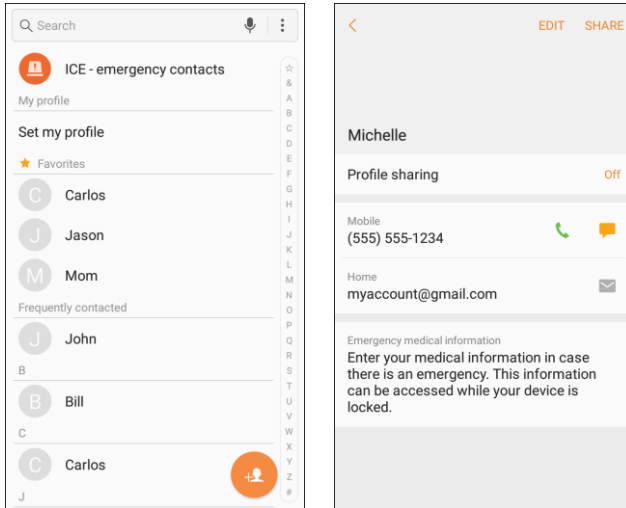 Search
ICE - emergency contacts
My profile
Set my profile
Favorites
C Carlos
J Jason
M Mom
Frequently contacted
J John
B
B Bill
C
C Carlos
J
&
A
B
C
D
E
F
G
H
I
J
K
L
M
N
O
P
Q
R
S
T
U
V
W
X
Y
Z
#
EDIT SHARE
Michelle
Profile sharing Off
Mobile
(555) 555-1234
Home
myaccount@gmail.com
Emergency medical information
Enter your medical information in case
there is an emergency. This information
can be accessed while your device is
locked.